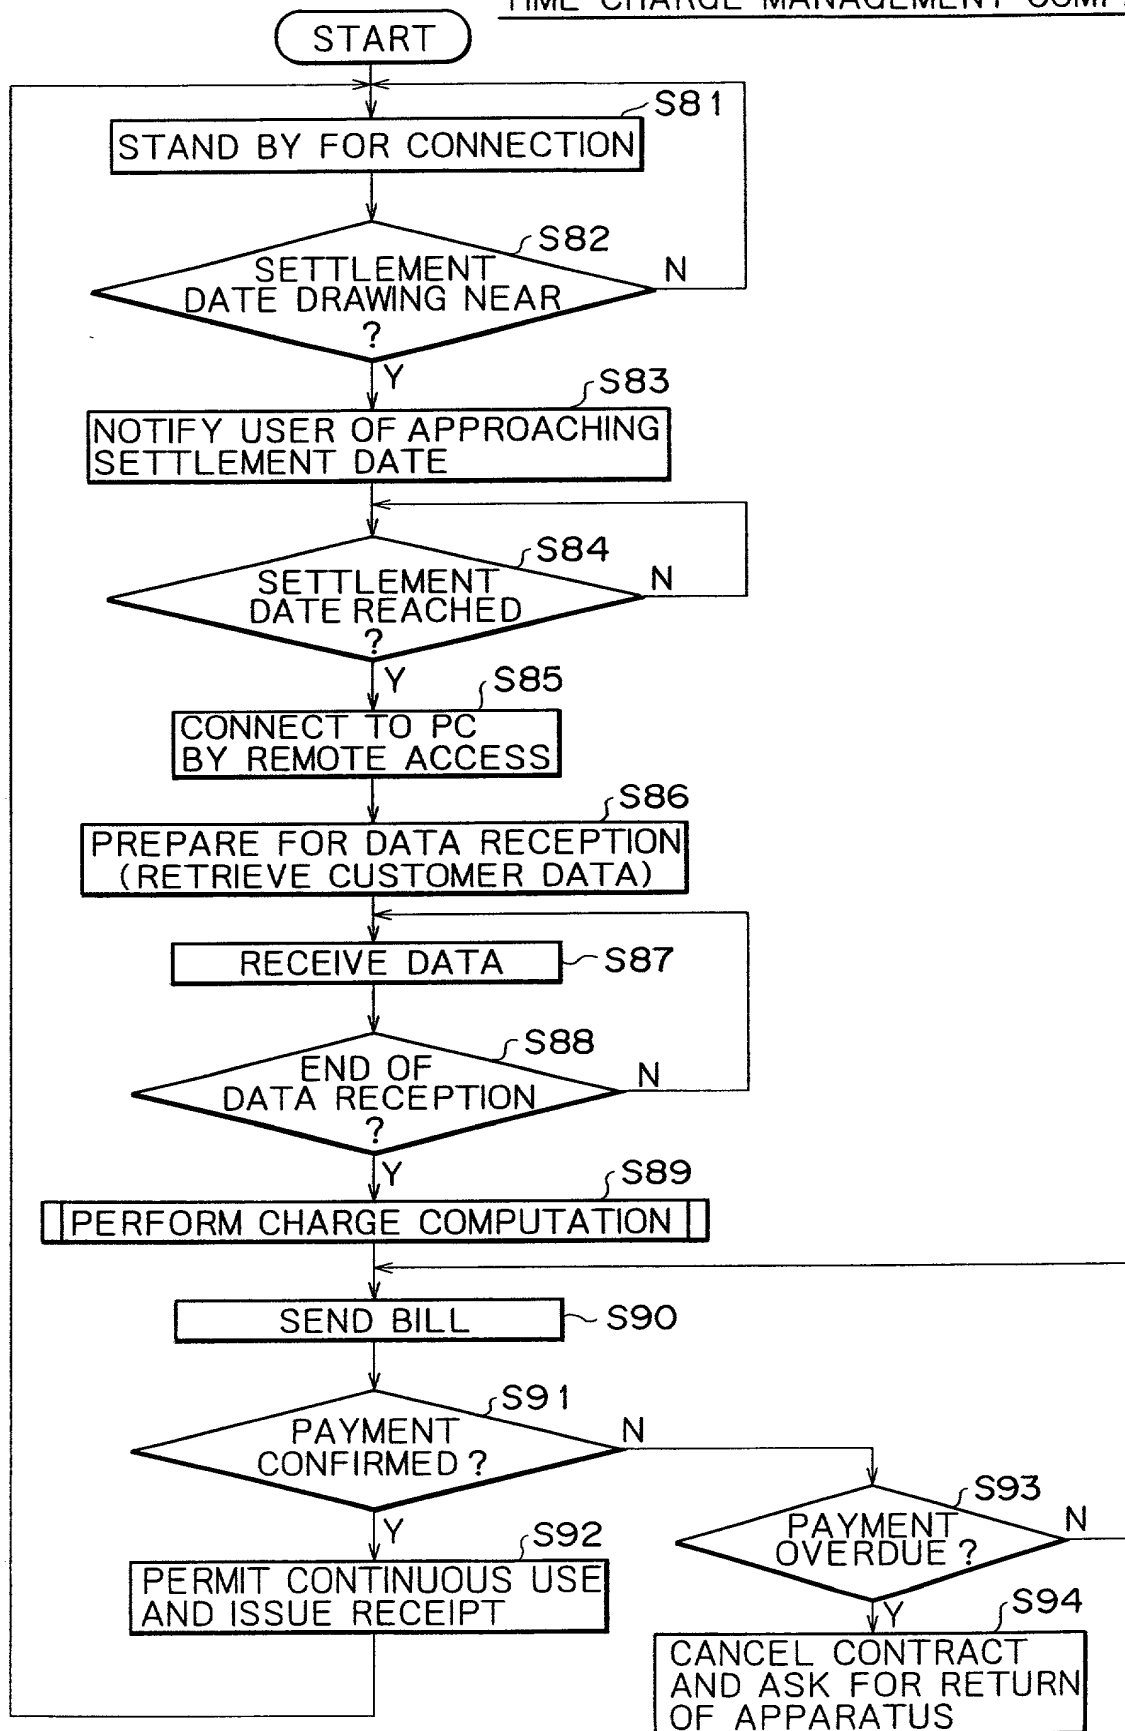 TIME CHARGE MANAGEMENT
START
S81
STAND BY FOR CONNECTION
S82
SETTLEMENT
DATE DRAWING NEAR
?
N
Y
S83
NOTIFY USER OF APPROACHING
SETTLEMENT DATE
S84
SETTLEMENT
DATE REACHED
?
N
Y
S85
CONNECT TO PC
BY REMOTE ACCESS
S86
PREPARE FOR DATA RECEPTION
(RETRIEVE CUSTOMER DATA)
RECEIVE DATA
S87
S88
END OF
DATA RECEPTION
?
N
Y
S89
PERFORM CHARGE COMPUTATION
SEND BILL
S90
S91
PAYMENT
CONFIRMED ?
N
Y
S92
PERMIT CONTINUOUS USE
AND ISSUE RECEIPT
S93
PAYMENT
OVERDUE ?
N
Y
S94
CANCEL CONTRACT
AND ASK FOR RETURN
OF APPARATUS